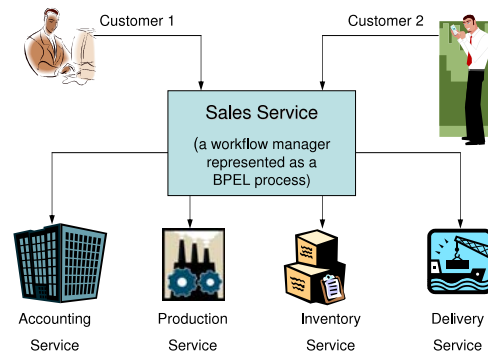 Customer 1
Customer 2
Sales Service
(a workflow manager
represented as a
BPEL process)
Accounting
Service
Production
Service
Inventory
Service
Delivery
Service